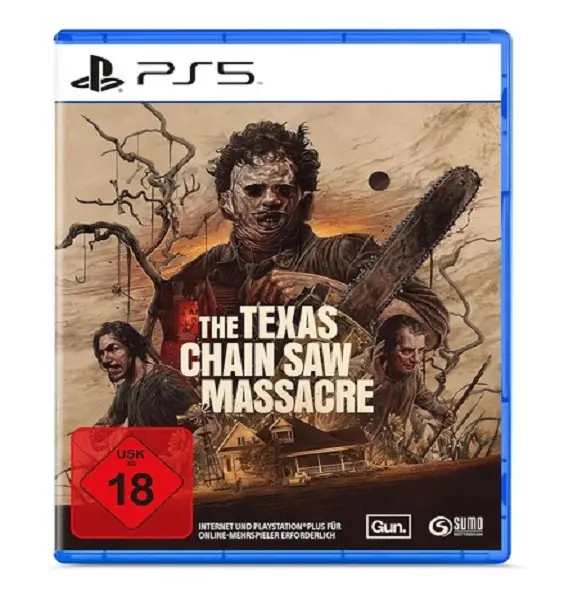 PS5
THE TEXAS
CHAIN SAW
MASSACRE
USK
ab
18
INTERNET UND PLAYSTATION®PLUS FÜR
ONLINE-MEHRSPIELER ERFORDERLICH
Gun.
SUMO
NOTTINGHAM